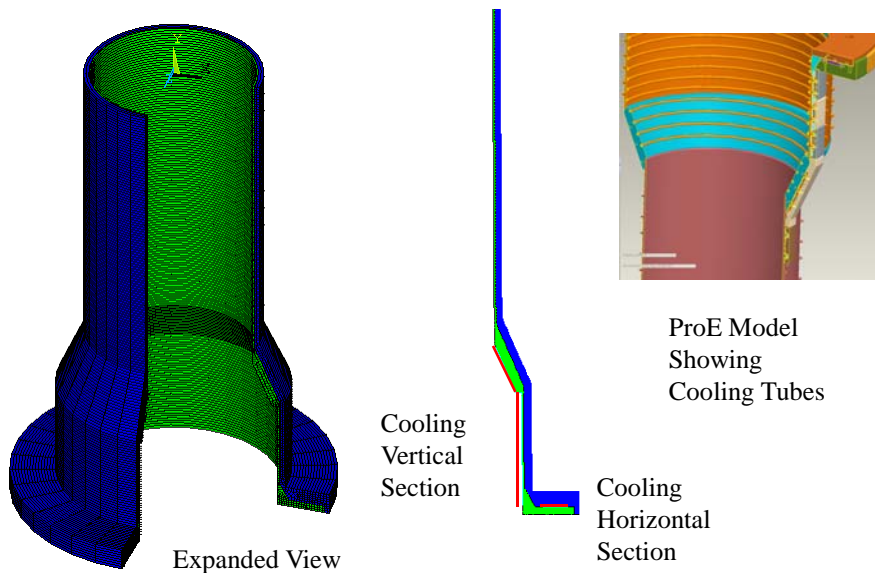 ProE Model
Showing
Cooling Tubes
Cooling
Vertical
Section
Cooling
Horizontal
Section
Expanded View